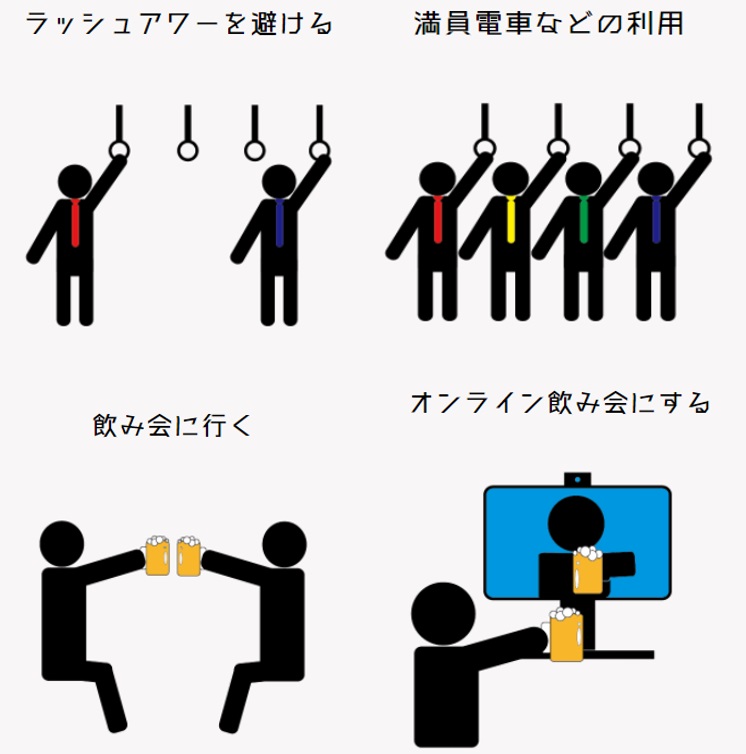 ラッシュアワーを避ける
満員電車などの利用
飲み会に行く
オンライン飲み会にする